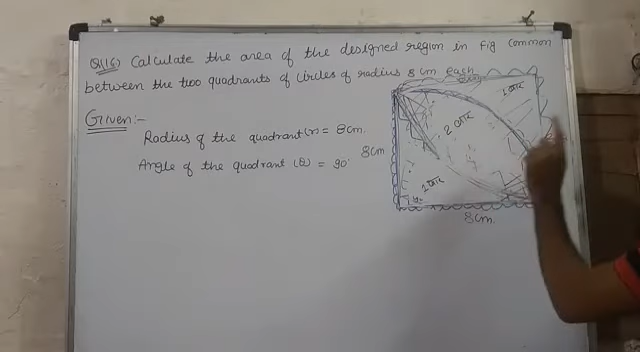 Q.(16) Calculate the area of the designed region in Fig common
between the two quadrants of circles of radius 8 cm each
Given:-
Radius of the quadrant (r) = 8cm.
Angle of the quadrant (θ) = 90°
8cm
8cm